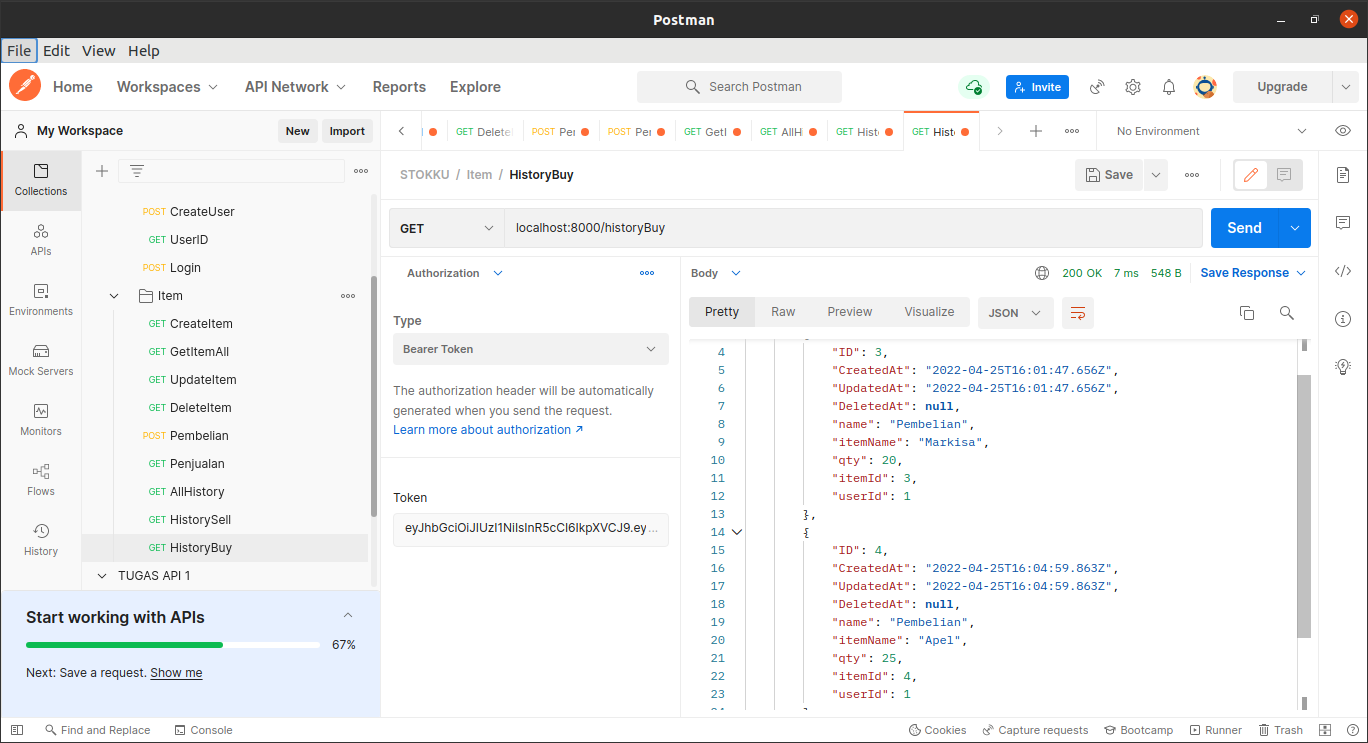 Postman
File Edit View Help
Home Workspaces API Network Reports Explore Search Postman Invite Upgrade
My Workspace New Import
GET Delete POST Per POST Per GET GetI GET AllHi GET Histo GET Histo No Environment
Collections
APIs
Environments
Mock Servers
Monitors
Flows
History
POST CreateUser
GET UserID
POST Login
Item
GET CreateItem
GET GetItemAll
GET UpdateItem
GET DeleteItem
POST Pembelian
GET Penjualan
GET AllHistory
GET HistorySell
GET HistoryBuy
TUGAS API 1
Start working with APIs
67%
Next: Save a request. Show me
STOKKU / Item / HistoryBuy Save
GET localhost:8000/historyBuy Send
Authorization
Type
Bearer Token
The authorization header will be automatically
generated when you send the request.
Learn more about authorization ↗
Token
Body 200 OK 7 ms 548 B Save Response
Pretty Raw Preview Visualize JSON
4 "ID": 3,
5 "CreatedAt": "2022-04-25T16:01:47.656Z",
6 "UpdatedAt": "2022-04-25T16:01:47.656Z",
7 "DeletedAt": null,
8 "name": "Pembelian",
9 "itemName": "Markisa",
10 "qty": 20,
11 "itemId": 3,
12 "userId": 1
13 },
14 {
15 "ID": 4,
16 "CreatedAt": "2022-04-25T16:04:59.863Z",
17 "UpdatedAt": "2022-04-25T16:04:59.863Z",
18 "DeletedAt": null,
19 "name": "Pembelian",
20 "itemName": "Apel",
21 "qty": 25,
22 "itemId": 4,
23 "userId": 1
Find and Replace Console Cookies Capture requests Bootcamp Runner Trash